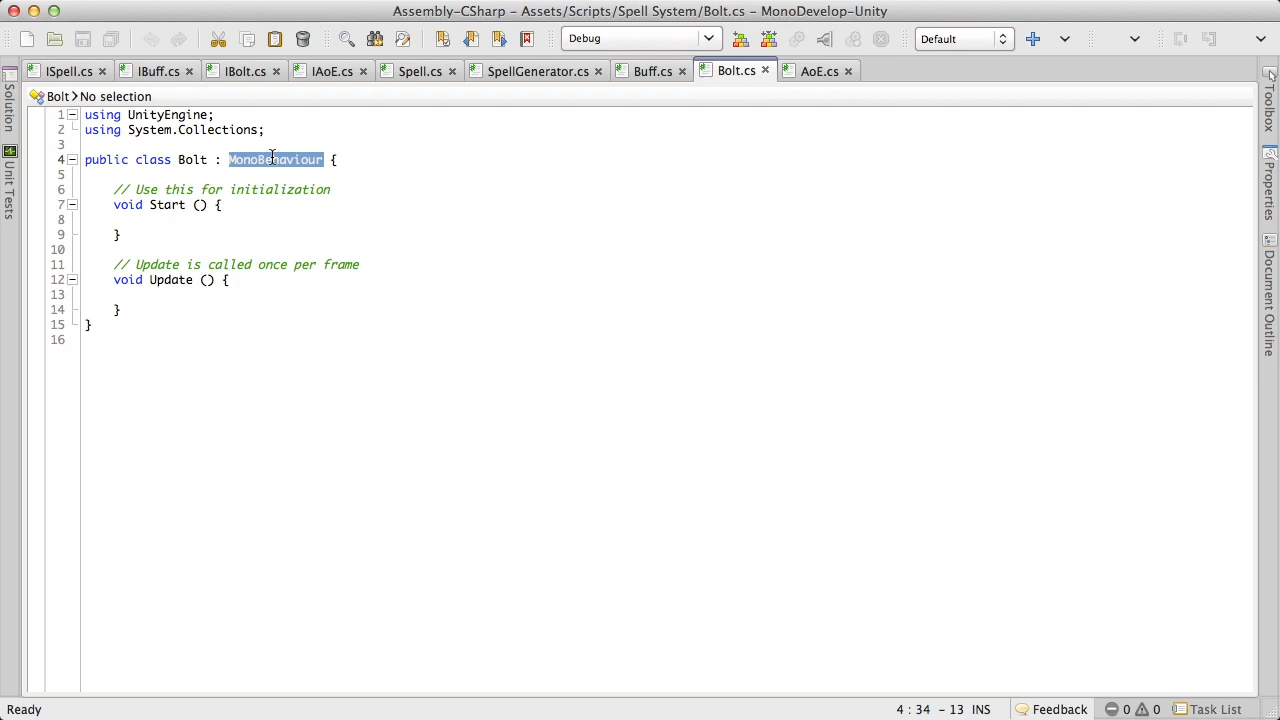 Assembly-CSharp – Assets/Scripts/Spell System/Bolt.cs – MonoDevelop-Unity
Debug
Default
ISpell.cs IBuff.cs IBolt.cs IAoE.cs Spell.cs SpellGenerator.cs Buff.cs Bolt.cs AoE.cs
Solution
Unit Tests
Bolt No selection
1 using UnityEngine;
2 using System.Collections;
3
4 public class Bolt : MonoBehaviour {
5
6 // Use this for initialization
7 void Start () {
8
9 }
10
11 // Update is called once per frame
12 void Update () {
13
14 }
15 }
16
Toolbox
Properties
Document Outline
Ready 4 : 34 – 13 INS Feedback 0 0 Task List